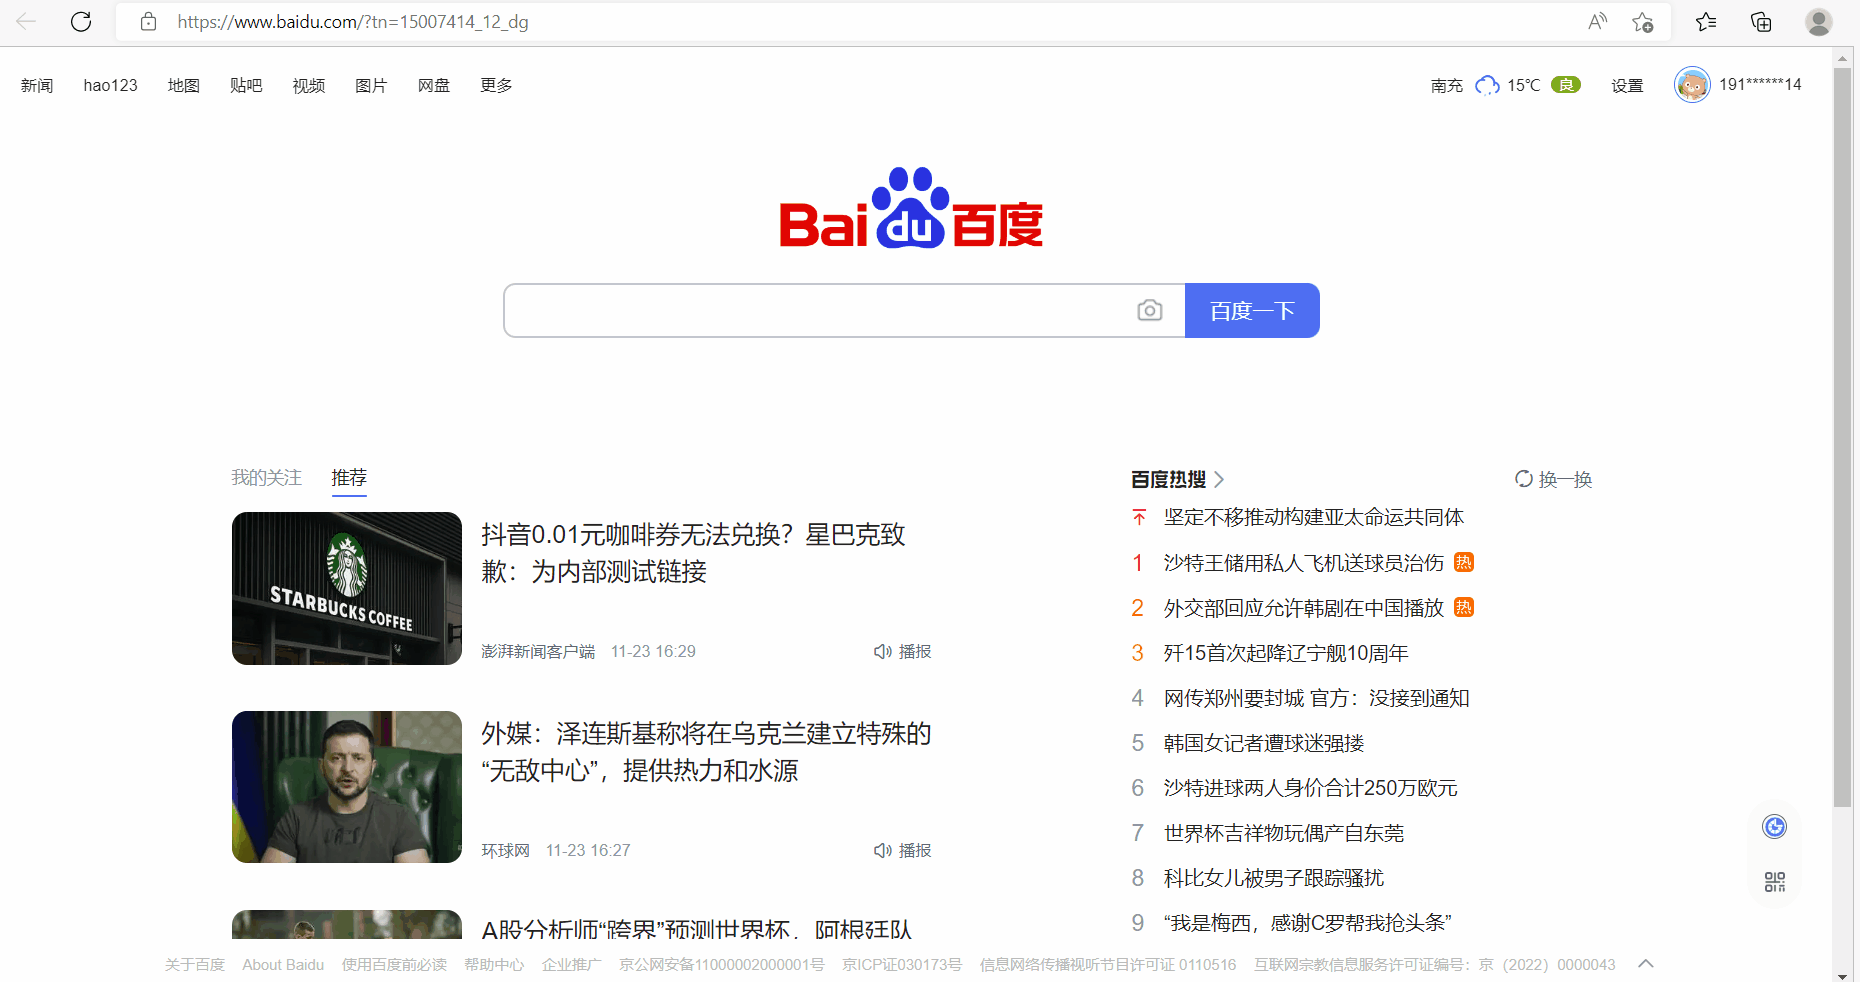 https://www.baidu.com/?tn=15007414_12_dg
新闻 hao123 地图 贴吧 视频 图片 网盘 更多
南充 15℃ 良 设置 191******14
Bai du 百度
百度一下
我的关注 推荐
抖音0.01元咖啡券无法兑换？星巴克致
歉：为内部测试链接
STARBUCKS COFFEE
澎湃新闻客户端 11-23 16:29 播报
外媒：泽连斯基称将在乌克兰建立特殊的
“无敌中心”，提供热力和水源
环球网 11-23 16:27 播报
A股分析师“跨界”预测世界杯，阿根廷队
百度热搜 换一换
坚定不移推动构建亚太命运共同体
1 沙特王储用私人飞机送球员治伤 热
2 外交部回应允许韩剧在中国播放 热
3 歼15首次起降辽宁舰10周年
4 网传郑州要封城 官方：没接到通知
5 韩国女记者遭球迷强搂
6 沙特进球两人身价合计250万欧元
7 世界杯吉祥物玩偶产自东莞
8 科比女儿被男子跟踪骚扰
9 “我是梅西，感谢C罗帮我抢头条”
关于百度 About Baidu 使用百度前必读 帮助中心 企业推广 京公网安备11000002000001号 京ICP证030173号 信息网络传播视听节目许可证 0110516 互联网宗教信息服务许可证编号：京（2022）0000043